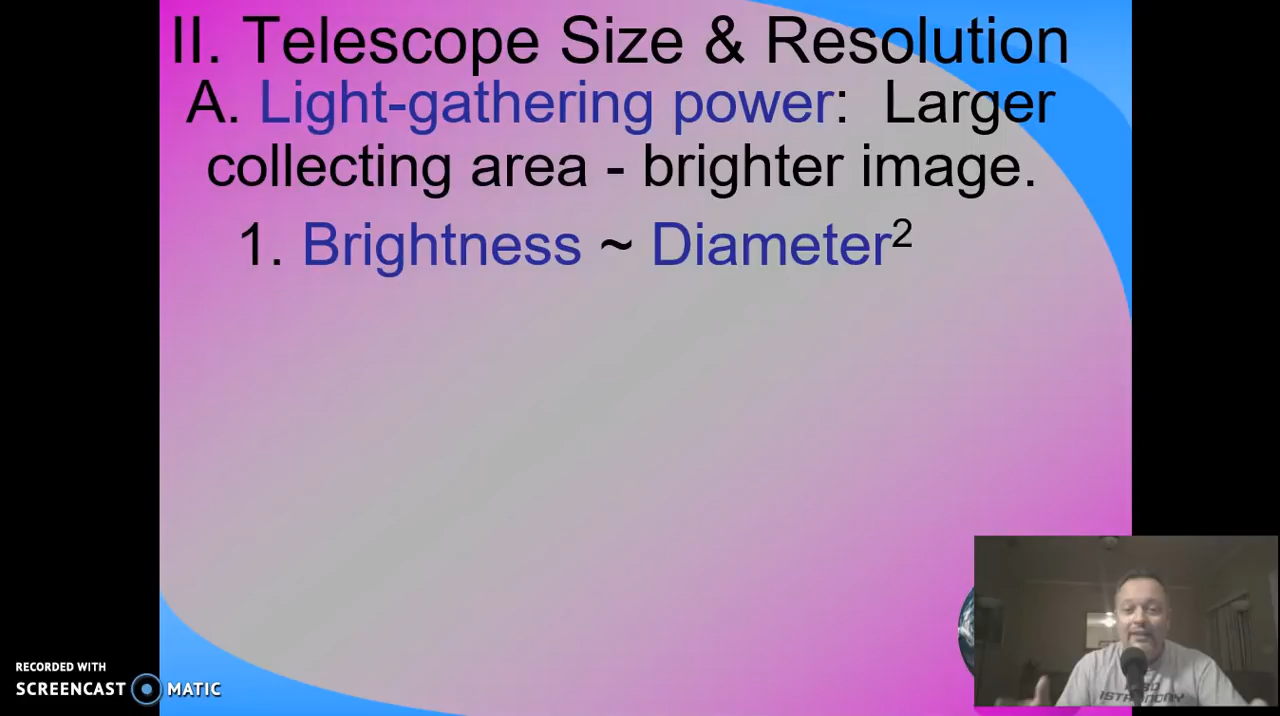 II. Telescope Size & Resolution
A. Light-gathering power: Larger
collecting area - brighter image.
1. Brightness ~ Diameter²
RECORDED WITH
SCREENCAST MATIC